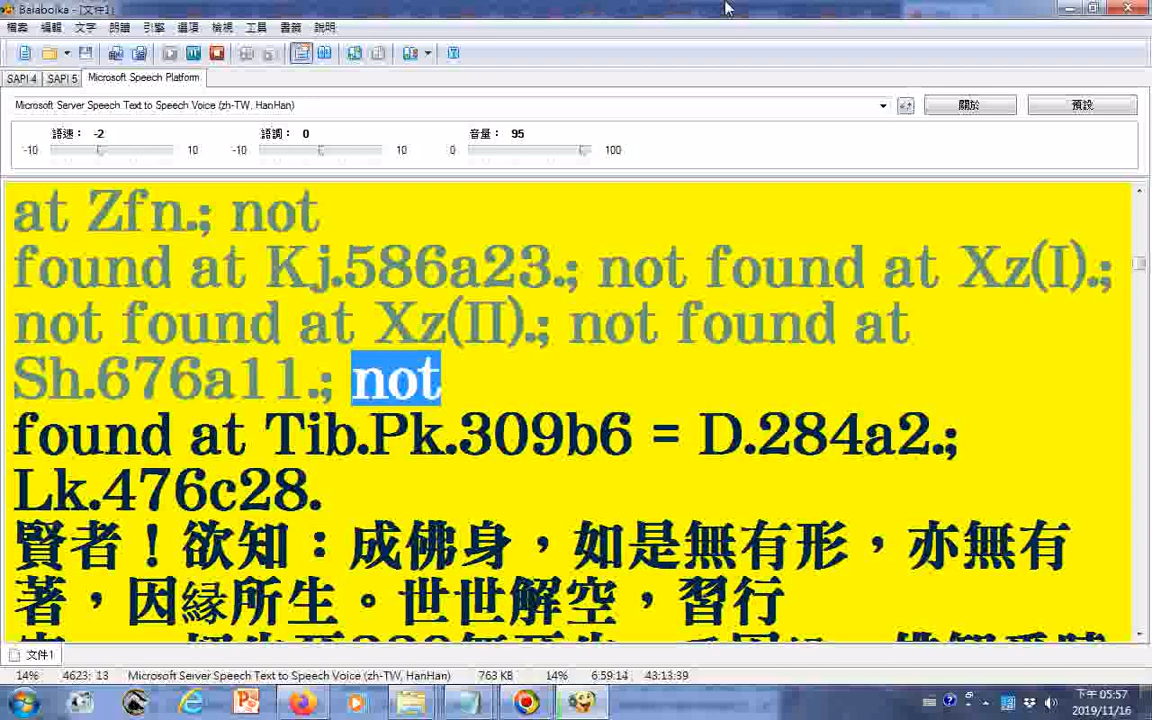 Balabolka - [文件1]
檔案 編輯 文字 朗讀 引擎 選項 檢視 工具 書籤 說明
SAPI 4 SAPI 5 Microsoft Speech Platform
Microsoft Server Speech Text to Speech Voice (zh-TW, HanHan) 關於 預設
語速： -2 語調： 0 音量： 95
-10 10 -10 10 0 100
at Zfn.; not
found at Kj.586a23.; not found at Xz(I).;
not found at Xz(II).; not found at
Sh.676a11.; not
found at Tib.Pk.309b6 = D.284a2.;
Lk.476c28.
賢者！欲知：成佛身，如是無有形，亦無有
著，因緣所生。世世解空，習行
文件1
14% 4623: 13 Microsoft Server Speech Text to Speech Voice (zh-TW, HanHan) 763 KB 14% 6:59:14 43:13:39
下午 05:57
2019/11/16